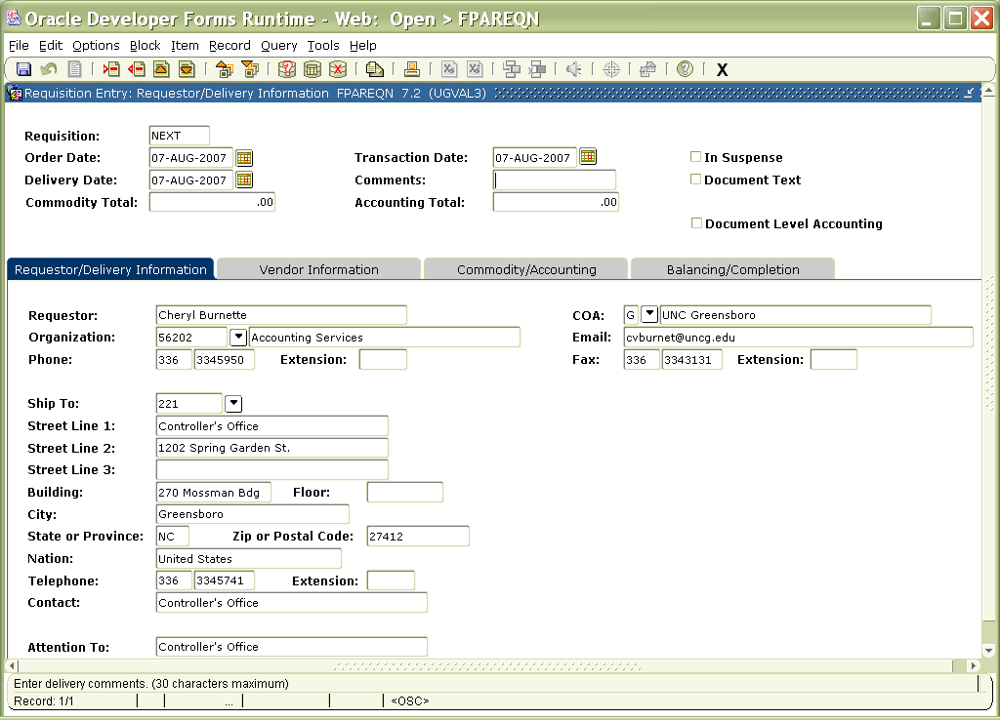 Oracle Developer Forms Runtime - Web: Open > FPAREQN
File Edit Options Block Item Record Query Tools Help
X
Requisition Entry: Requestor/Delivery Information FPAREQN 7.2 (UGVAL3)
Requisition: NEXT
Order Date: 07-AUG-2007 Transaction Date: 07-AUG-2007 In Suspense
Delivery Date: 07-AUG-2007 Comments: Document Text
Commodity Total: .00 Accounting Total: .00
Document Level Accounting
Requestor/Delivery Information Vendor Information Commodity/Accounting Balancing/Completion
Requestor: Cheryl Burnette COA: G UNC Greensboro
Organization: 56202 Accounting Services Email: cvburnet@uncg.edu
Phone: 336 3345950 Extension: Fax: 336 3343131 Extension:
Ship To: 221
Street Line 1: Controller's Office
Street Line 2: 1202 Spring Garden St.
Street Line 3:
Building: 270 Mossman Bdg Floor:
City: Greensboro
State or Province: NC Zip or Postal Code: 27412
Nation: United States
Telephone: 336 3345741 Extension:
Contact: Controller's Office
Attention To: Controller's Office
Enter delivery comments. (30 characters maximum)
Record: 1/1 ... <OSC>